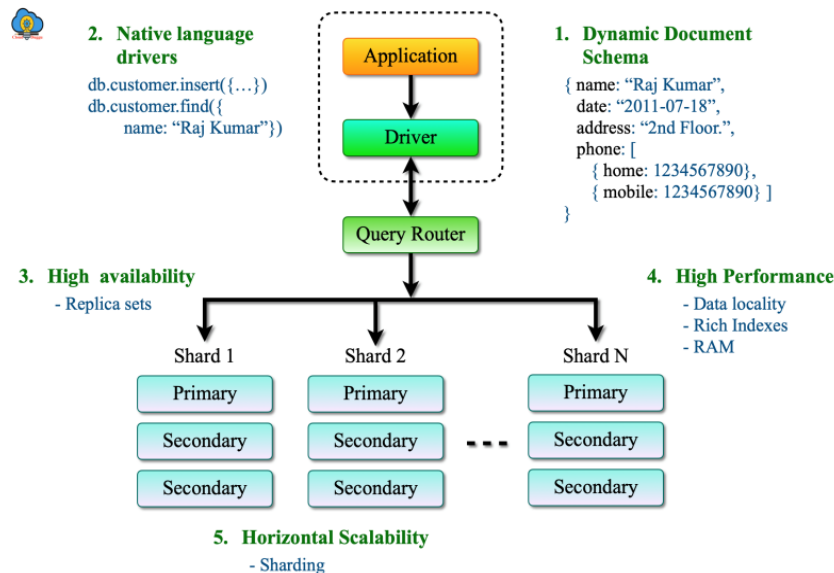 2. Native language
drivers
db.customer.insert({…})
db.customer.find({
name: “Raj Kumar”})
Application
Driver
Query Router
1. Dynamic Document
Schema
{ name: “Raj Kumar”,
date: “2011-07-18”,
address: “2nd Floor.”,
phone: [
{ home: 1234567890},
{ mobile: 1234567890} ]
}
3. High availability
- Replica sets
4. High Performance
- Data locality
- Rich Indexes
- RAM
Shard 1
Primary
Secondary
Secondary
Shard 2
Primary
Secondary
Secondary
Shard N
Primary
Secondary
Secondary
5. Horizontal Scalability
- Sharding